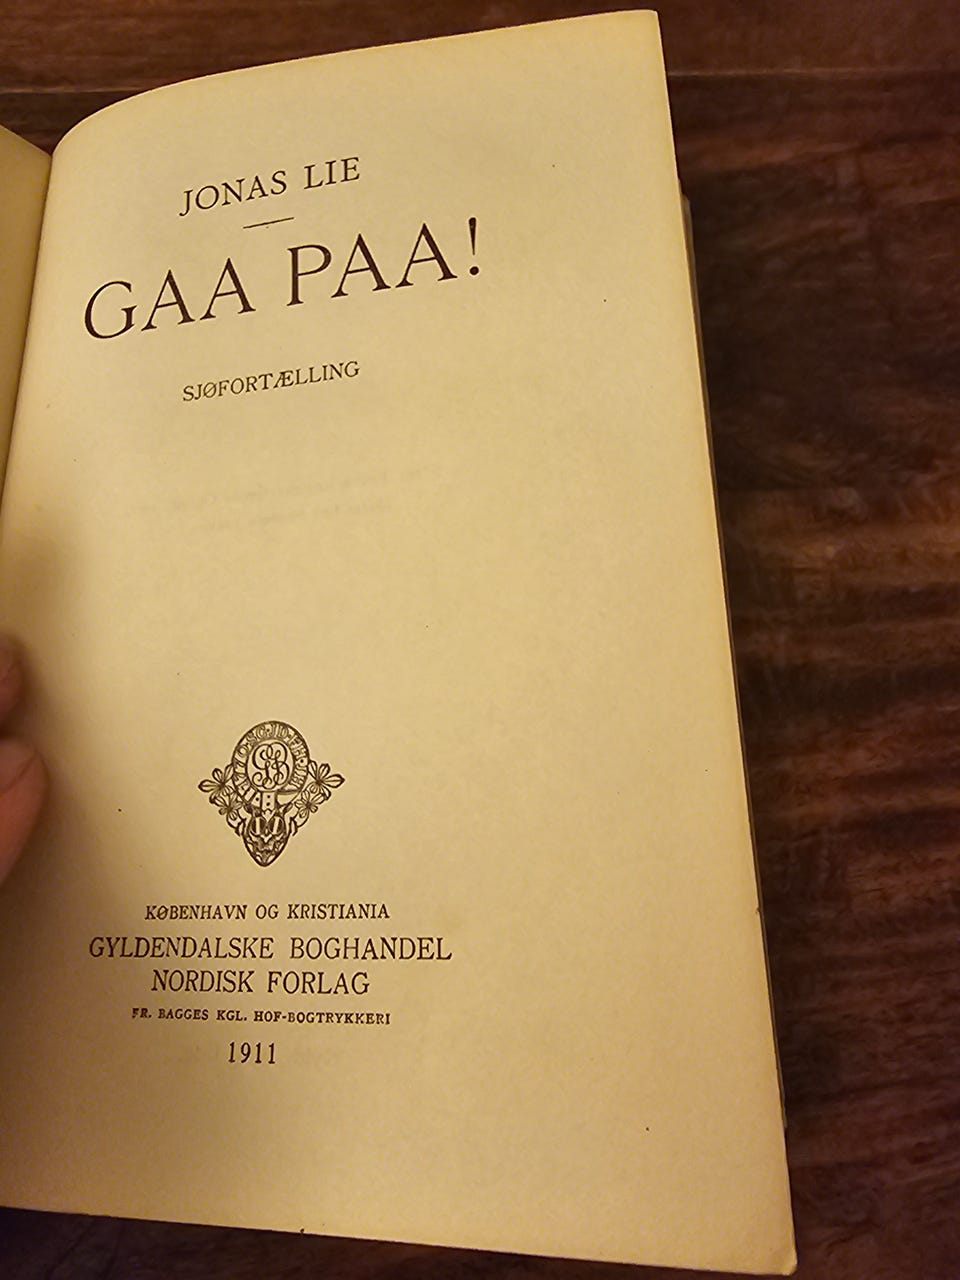 JONAS LIE
GAA PAA!
SJØFORTÆLLING
KØBENHAVN OG KRISTIANIA
GYLDENDALSKE BOGHANDEL
NORDISK FORLAG
FR. BAGGES KGL. HOF-BOGTRYKKERI
1911